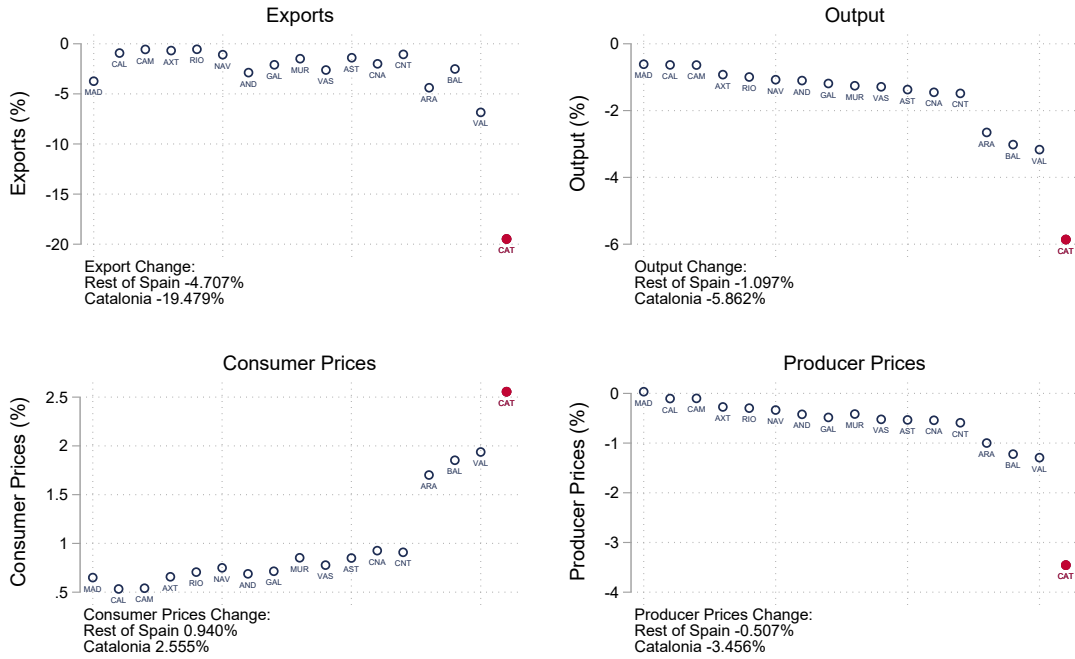 Exports
Exports (%)
0
-5
-10
-15
-20
MAD
CAL
CAM
AXT
RIO
NAV
AND
GAL
MUR
VAS
AST
CNA
CNT
ARA
BAL
VAL
CAT
Export Change:
Rest of Spain -4.707%
Catalonia -19.479%
Output
Output (%)
0
-2
-4
-6
MAD
CAL
CAM
AXT
RIO
NAV
AND
GAL
MUR
VAS
AST
CNA
CNT
ARA
BAL
VAL
CAT
Output Change:
Rest of Spain -1.097%
Catalonia -5.862%
Consumer Prices
Consumer Prices (%)
2.5
2
1.5
1
.5
MAD
CAL
CAM
AXT
RIO
NAV
AND
GAL
MUR
VAS
AST
CNA
CNT
ARA
BAL
VAL
CAT
Consumer Prices Change:
Rest of Spain 0.940%
Catalonia 2.555%
Producer Prices
Producer Prices (%)
0
-1
-2
-3
-4
MAD
CAL
CAM
AXT
RIO
NAV
AND
GAL
MUR
VAS
AST
CNA
CNT
ARA
BAL
VAL
CAT
Producer Prices Change:
Rest of Spain -0.507%
Catalonia -3.456%